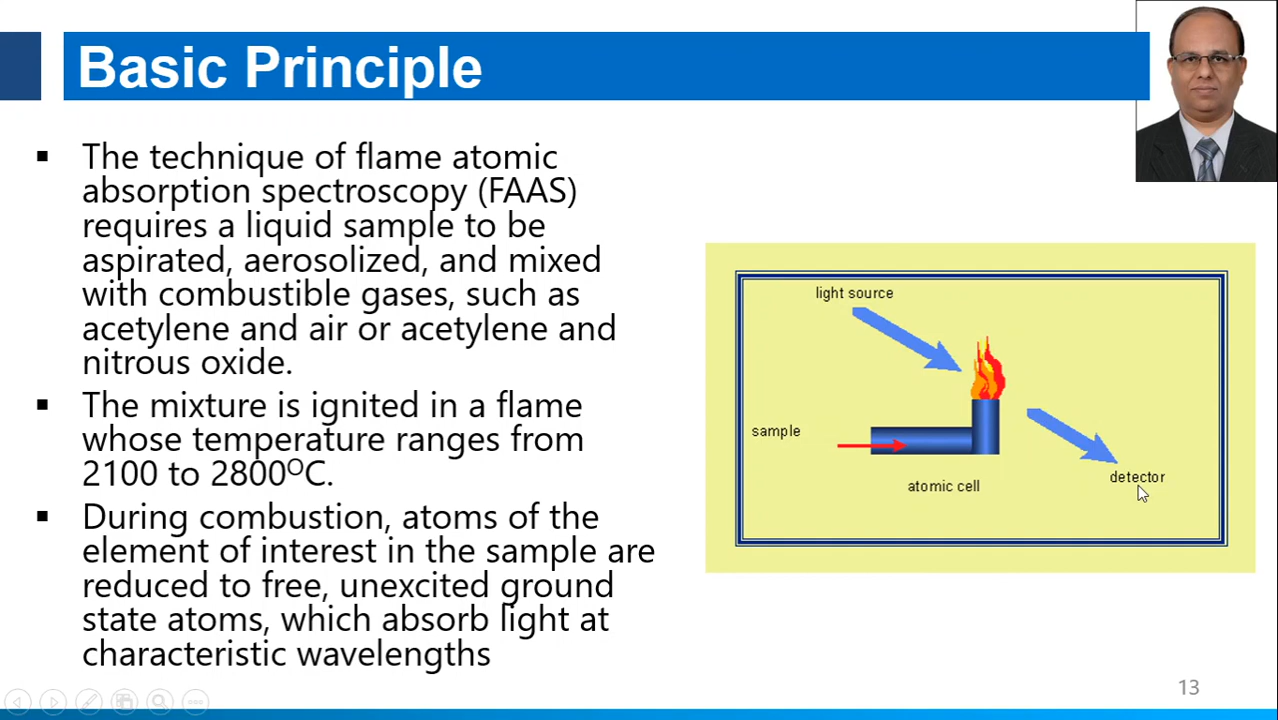 Basic Principle
▪ The technique of flame atomic
absorption spectroscopy (FAAS)
requires a liquid sample to be
aspirated, aerosolized, and mixed
with combustible gases, such as
acetylene and air or acetylene and
nitrous oxide.
▪ The mixture is ignited in a flame
whose temperature ranges from
2100 to 2800ᴼC.
▪ During combustion, atoms of the
element of interest in the sample are
reduced to free, unexcited ground
state atoms, which absorb light at
characteristic wavelengths
light source
sample
atomic cell
detector
13